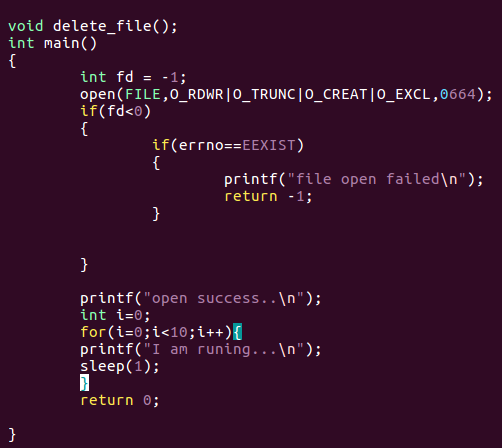 void delete_file();
int main()
{
        int fd = -1;
        open(FILE,O_RDWR|O_TRUNC|O_CREAT|O_EXCL,0664);
        if(fd<0)
        {
                if(errno==EEXIST)
                {
                        printf("file open failed\n");
                        return -1;
                }
        }
        printf("open success..\n");
        int i=0;
        for(i=0;i<10;i++){
        printf("I am runing...\n");
        sleep(1);
        }
        return 0;
}